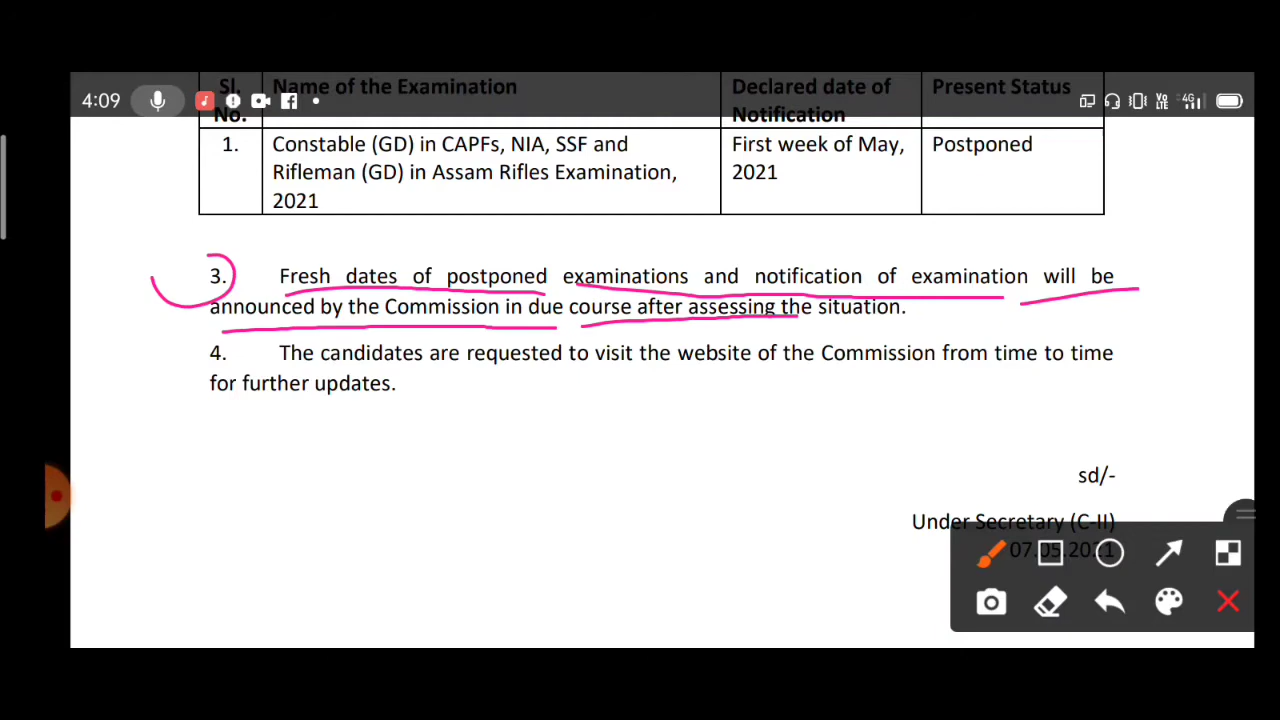 Sl. Name of the Examination Declared date of Present Status
4:09 Vo LTE 4G
No. Notification
1. Constable (GD) in CAPFs, NIA, SSF and First week of May, Postponed
Rifleman (GD) in Assam Rifles Examination, 2021
2021
3. Fresh dates of postponed examinations and notification of examination will be
announced by the Commission in due course after assessing the situation.
4. The candidates are requested to visit the website of the Commission from time to time
for further updates.
sd/-
Under Secretary (C-II)
07.05.2021